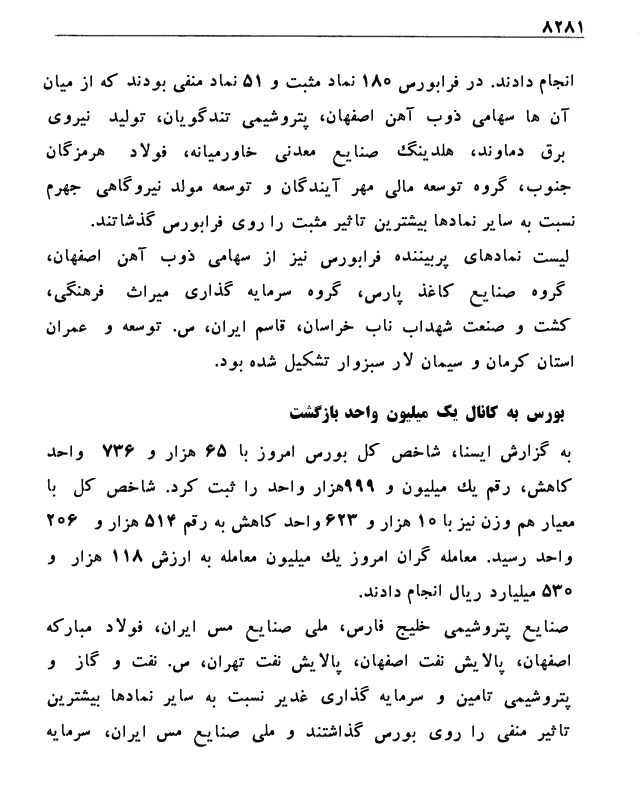 ۸۲۸۱
انجام دادند. در فرابورس ۱۸۰ نماد مثبت و ۵۱ نماد منفی بودند که از میان
آن ها سهامی ذوب آهن اصفهان، پتروشیمی تندگویان، تولید نیروی
برق دماوند، هلدینگ صنایع معدنی خاورمیانه، فولاد هرمزگان
جنوب، گروه توسعه مالی مهر آیندگان و توسعه مولد نیروگاهی جهرم
نسبت به سایر نمادها بیشترین تاثیر مثبت را روی فرابورس گذشاتند.
لیست نمادهای پربیننده فرابورس نیز از سهامی ذوب آهن اصفهان،
گروه صنایع کاغذ پارس، گروه سرمایه گذاری میراث فرهنگی،
کشت و صنعت شهداب ناب خراسان، قاسم ایران، س. توسعه و عمران
استان کرمان و سیمان لار سبزوار تشکیل شده بود.
بورس به کانال یک میلیون واحد بازگشت
به گزارش ایسنا، شاخص کل بورس امروز با ۶۵ هزار و ۷۳۶ واحد
کاهش، رقم یک میلیون و ۹۹۹هزار واحد را ثبت کرد. شاخص کل با
معیار هم وزن نیز با ۱۰ هزار و ۶۲۳ واحد کاهش به رقم ۵۱۴ هزار و ۲۰۶
واحد رسید. معامله گران امروز یک میلیون معامله به ارزش ۱۱۸ هزار و
۵۳۰ میلیارد ریال انجام دادند.
صنایع پتروشیمی خلیج فارس، ملی صنایع مس ایران، فولاد مبارکه
اصفهان، پالایش نفت اصفهان، پالایش نفت تهران، س. نفت و گاز و
پتروشیمی تامین و سرمایه گذاری غدیر نسبت به سایر نمادها بیشترین
تاثیر منفی را روی بورس گذاشتند و ملی صنایع مس ایران، سرمایه